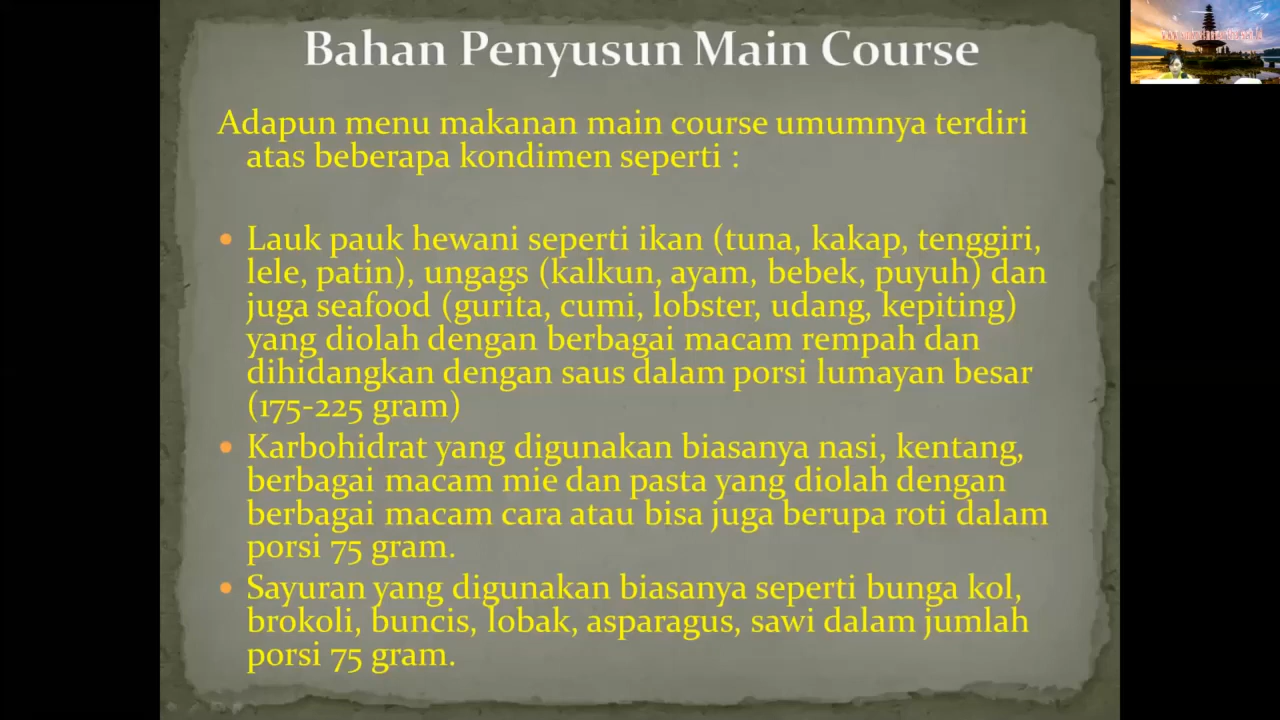 Bahan Penyusun Main Course
Adapun menu makanan main course umumnya terdiri
atas beberapa kondimen seperti :
• Lauk pauk hewani seperti ikan (tuna, kakap, tenggiri,
lele, patin), ungags (kalkun, ayam, bebek, puyuh) dan
juga seafood (gurita, cumi, lobster, udang, kepiting)
yang diolah dengan berbagai macam rempah dan
dihidangkan dengan saus dalam porsi lumayan besar
(175-225 gram)
• Karbohidrat yang digunakan biasanya nasi, kentang,
berbagai macam mie dan pasta yang diolah dengan
berbagai macam cara atau bisa juga berupa roti dalam
porsi 75 gram.
• Sayuran yang digunakan biasanya seperti bunga kol,
brokoli, buncis, lobak, asparagus, sawi dalam jumlah
porsi 75 gram.